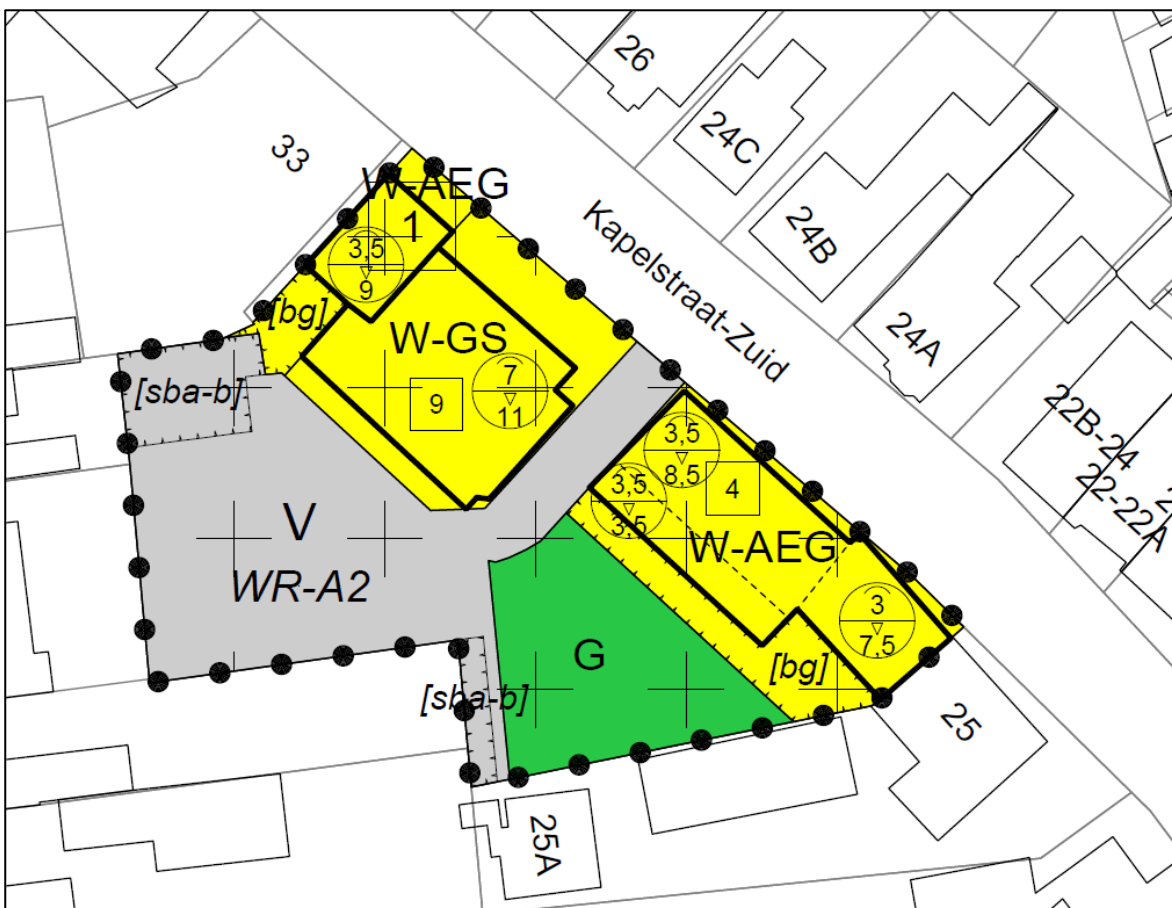 26
24C
33
W-AEG
1
3,5
9
24B
Kapelstraat-Zuid
[bg]
W-GS
24A
[sba-b]
9
7
11
22B-24
22-22A
3,5
8,5
4
3,5
3,5
V
W-AEG
WR-A2
3
7,5
G
[bg]
[sba-b]
25
25A